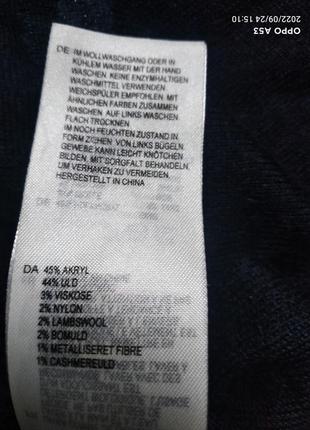 2022/09/24 15:10
OPPO A53
DE IM WOLLWASCHGANG ODER IN
KÜHLEM WASSER MIT DER HAND
WASCHEN. KEINE ENZYMHALTIGEN
WASCHMITTEL VERWENDEN.
WEICHSPÜLER EMPFOHLEN. MIT
ÄHNLICHEN FARBEN ZUSAMMEN
WASCHEN. AUF LINKS WASCHEN.
FLACH TROCKNEN.
IM NOCH FEUCHTEN ZUSTAND IN
FORM ZIEHEN. VON LINKS BÜGELN.
GEWEBE KANN LEICHT KNÖTCHEN
BILDEN, MIT SORGFALT BEHANDELN,
UM VERHAKEN ZU VERMEIDEN.
HERGESTELLT IN CHINA
DA 45% AKRYL
44% ULD
3% VISKOSE
2% NYLON
2% LAMBSWOOL
2% BOMULD
1% METALLISERET FIBRE
1% CASHMEREULD